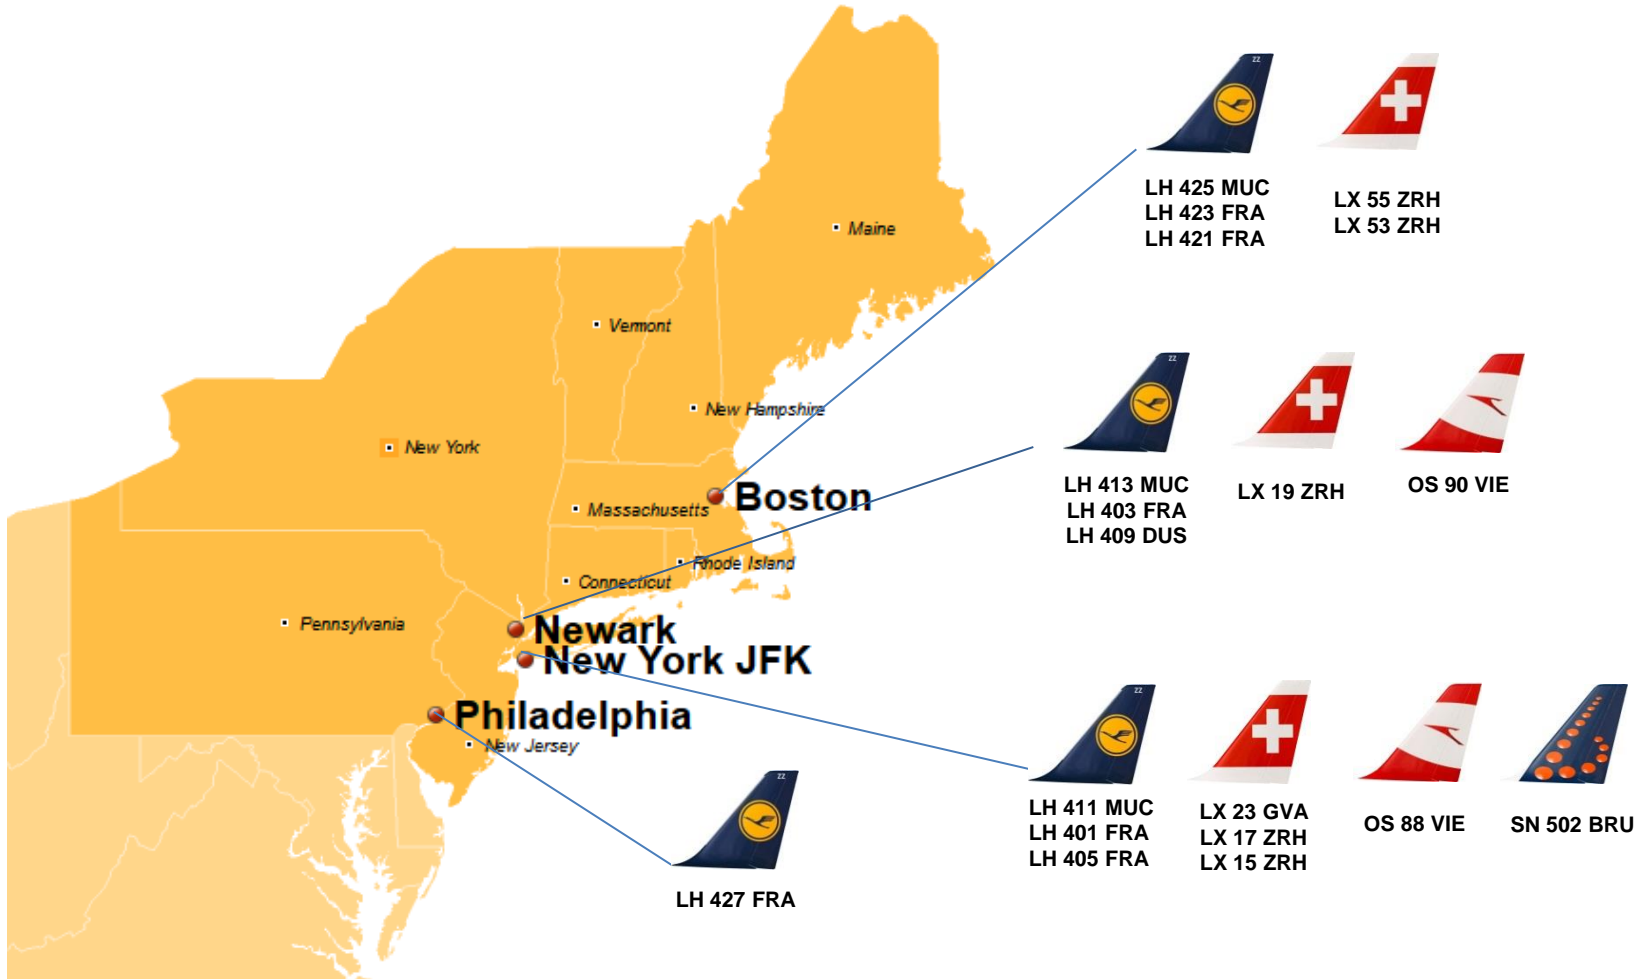 ZZ
LH 425 MUC
LH 423 FRA
LH 421 FRA
LX 55 ZRH
LX 53 ZRH
Maine
Vermont
New Hampshire
New York
Massachusetts
Boston
Rhode Island
Connecticut
Pennsylvania
Newark
New York JFK
Philadelphia
New Jersey
ZZ
LH 413 MUC
LH 403 FRA
LH 409 DUS
LX 19 ZRH
OS 90 VIE
ZZ
LH 411 MUC
LH 401 FRA
LH 405 FRA
LX 23 GVA
LX 17 ZRH
LX 15 ZRH
OS 88 VIE
SN 502 BRU
ZZ
LH 427 FRA